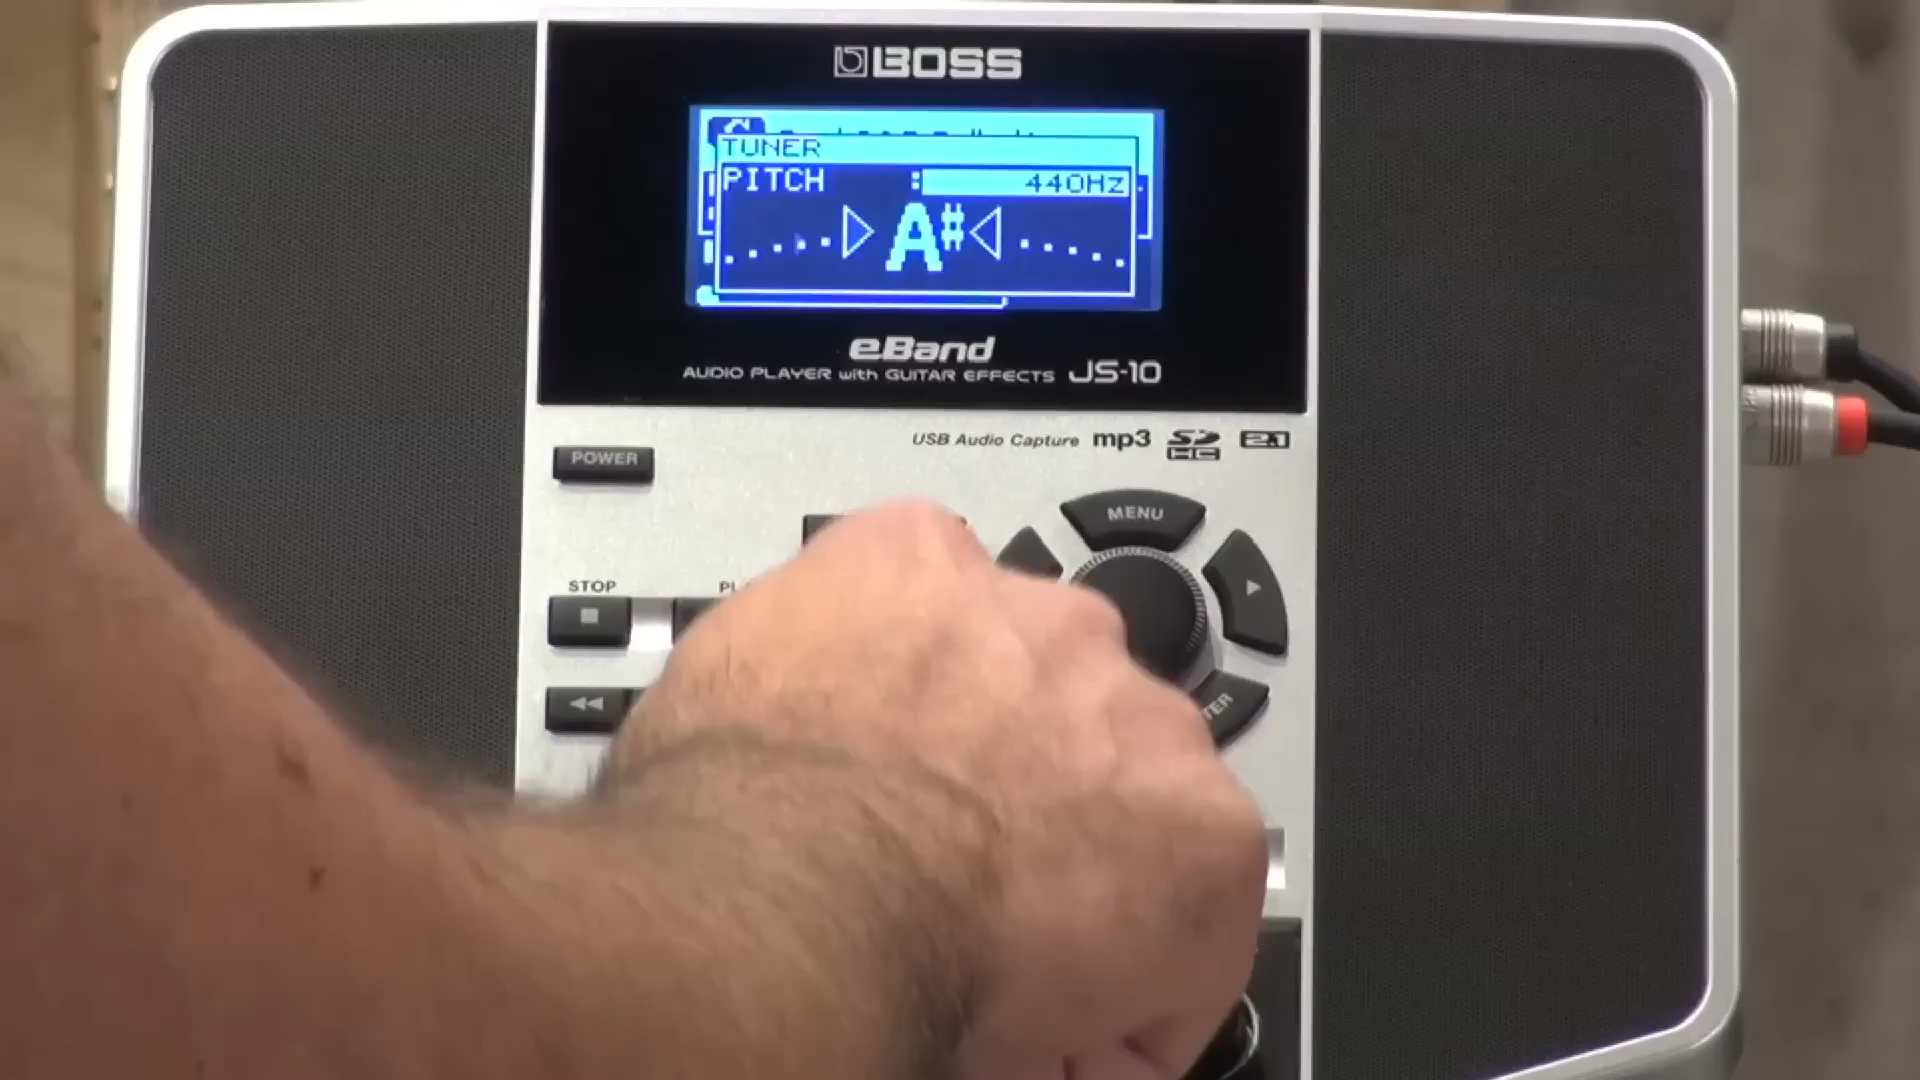 BOSS
TUNER
PITCH : 440Hz
A#
eBand
AUDIO PLAYER with GUITAR EFFECTS JS-10
USB Audio Capture mp3 SD HC 2.1
POWER
MENU
STOP